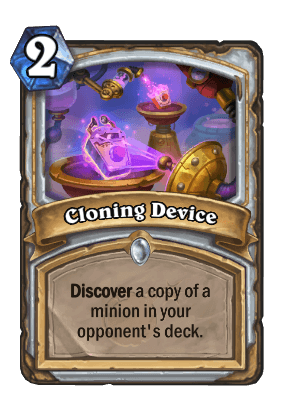 2
Cloning Device
Discover a copy of a
minion in your
opponent's deck.